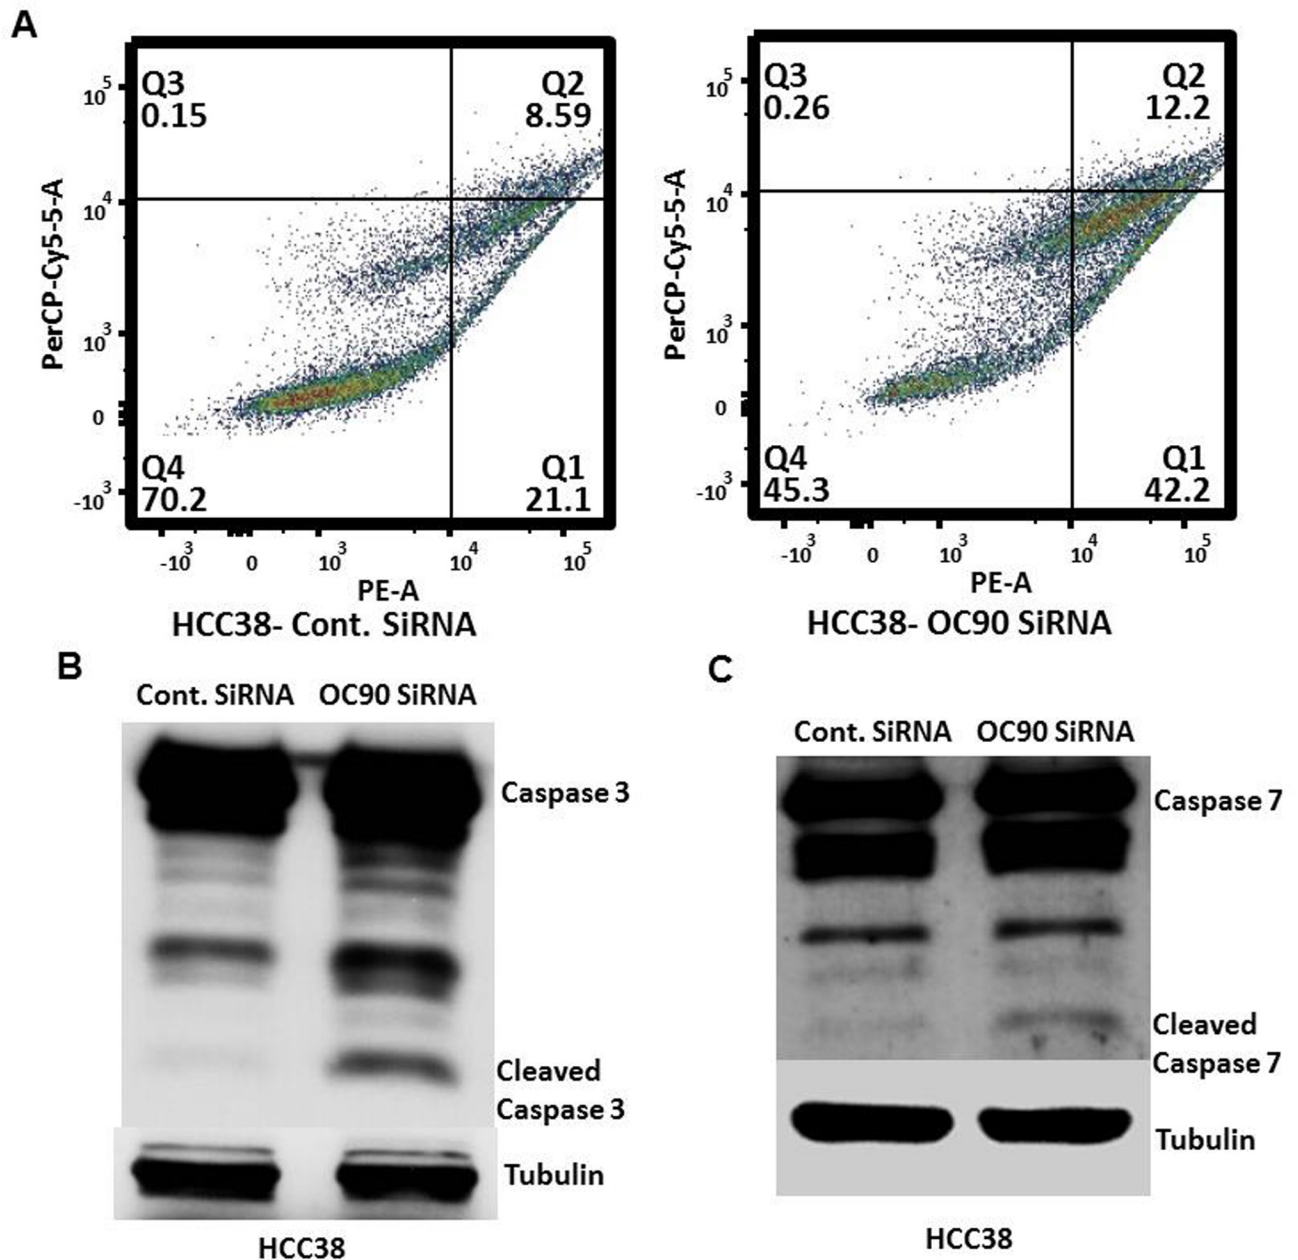 A
Q3
0.15
Q2
8.59
Q4
70.2
Q1
21.1
10^5
10^4
10^3
0
-10^3
PerCP-Cy5-5-A
-10^3
0
10^3
10^4
10^5
PE-A
HCC38- Cont. SiRNA
Q3
0.26
Q2
12.2
Q4
45.3
Q1
42.2
10^5
10^4
10^3
0
-10^3
PerCP-Cy5-5-A
-10^3
0
10^3
10^4
10^5
PE-A
HCC38- OC90 SiRNA
B
Cont. SiRNA OC90 SiRNA
Caspase 3
Cleaved
Caspase 3
Tubulin
HCC38
C
Cont. SiRNA OC90 SiRNA
Caspase 7
Cleaved
Caspase 7
Tubulin
HCC38